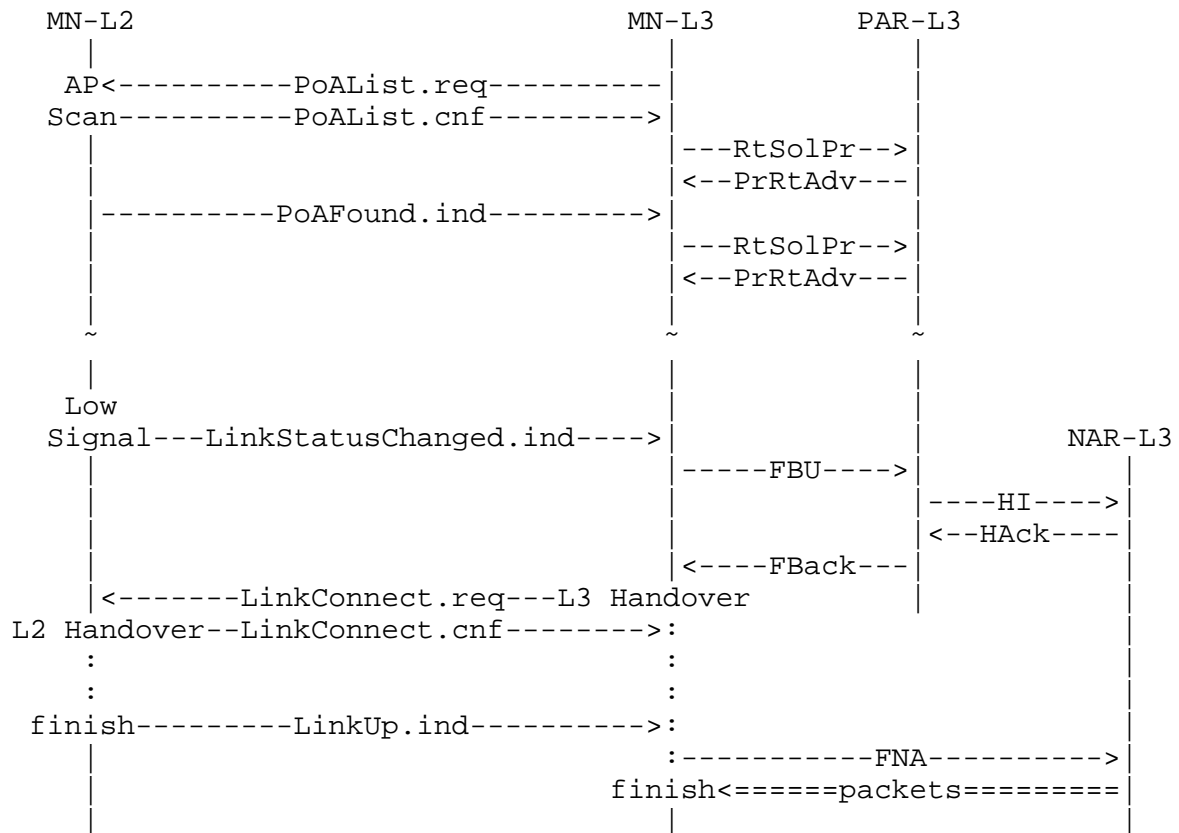 MN-L2                             MN-L3          PAR-L3
  |                                |              |
 AP<----------PoAList.req----------|              |
Scan----------PoAList.cnf--------->|              |
  |                                |---RtSolPr-->|
  |                                |<--PrRtAdv---|
  |----------PoAFound.ind--------->|              |
  |                                |---RtSolPr-->|
  |                                |<--PrRtAdv---|
  |                                |              |
  ~                                ~              ~
  |                                |              |
 Low                               |              |
Signal---LinkStatusChanged.ind---->|              |        NAR-L3
  |                                |-----FBU---->|           |
  |                                |              |----HI---->|
  |                                |              |<--HAck----|
  |                                |<----FBack---|           |
  |<-------LinkConnect.req---L3 Handover          |           |
L2 Handover--LinkConnect.cnf-------->:                        |
  :                                :                          |
  :                                :                          |
finish---------LinkUp.ind---------->:                         |
  |                                :-----------FNA---------->|
  |                             finish<======packets=========|
  |                                |                          |